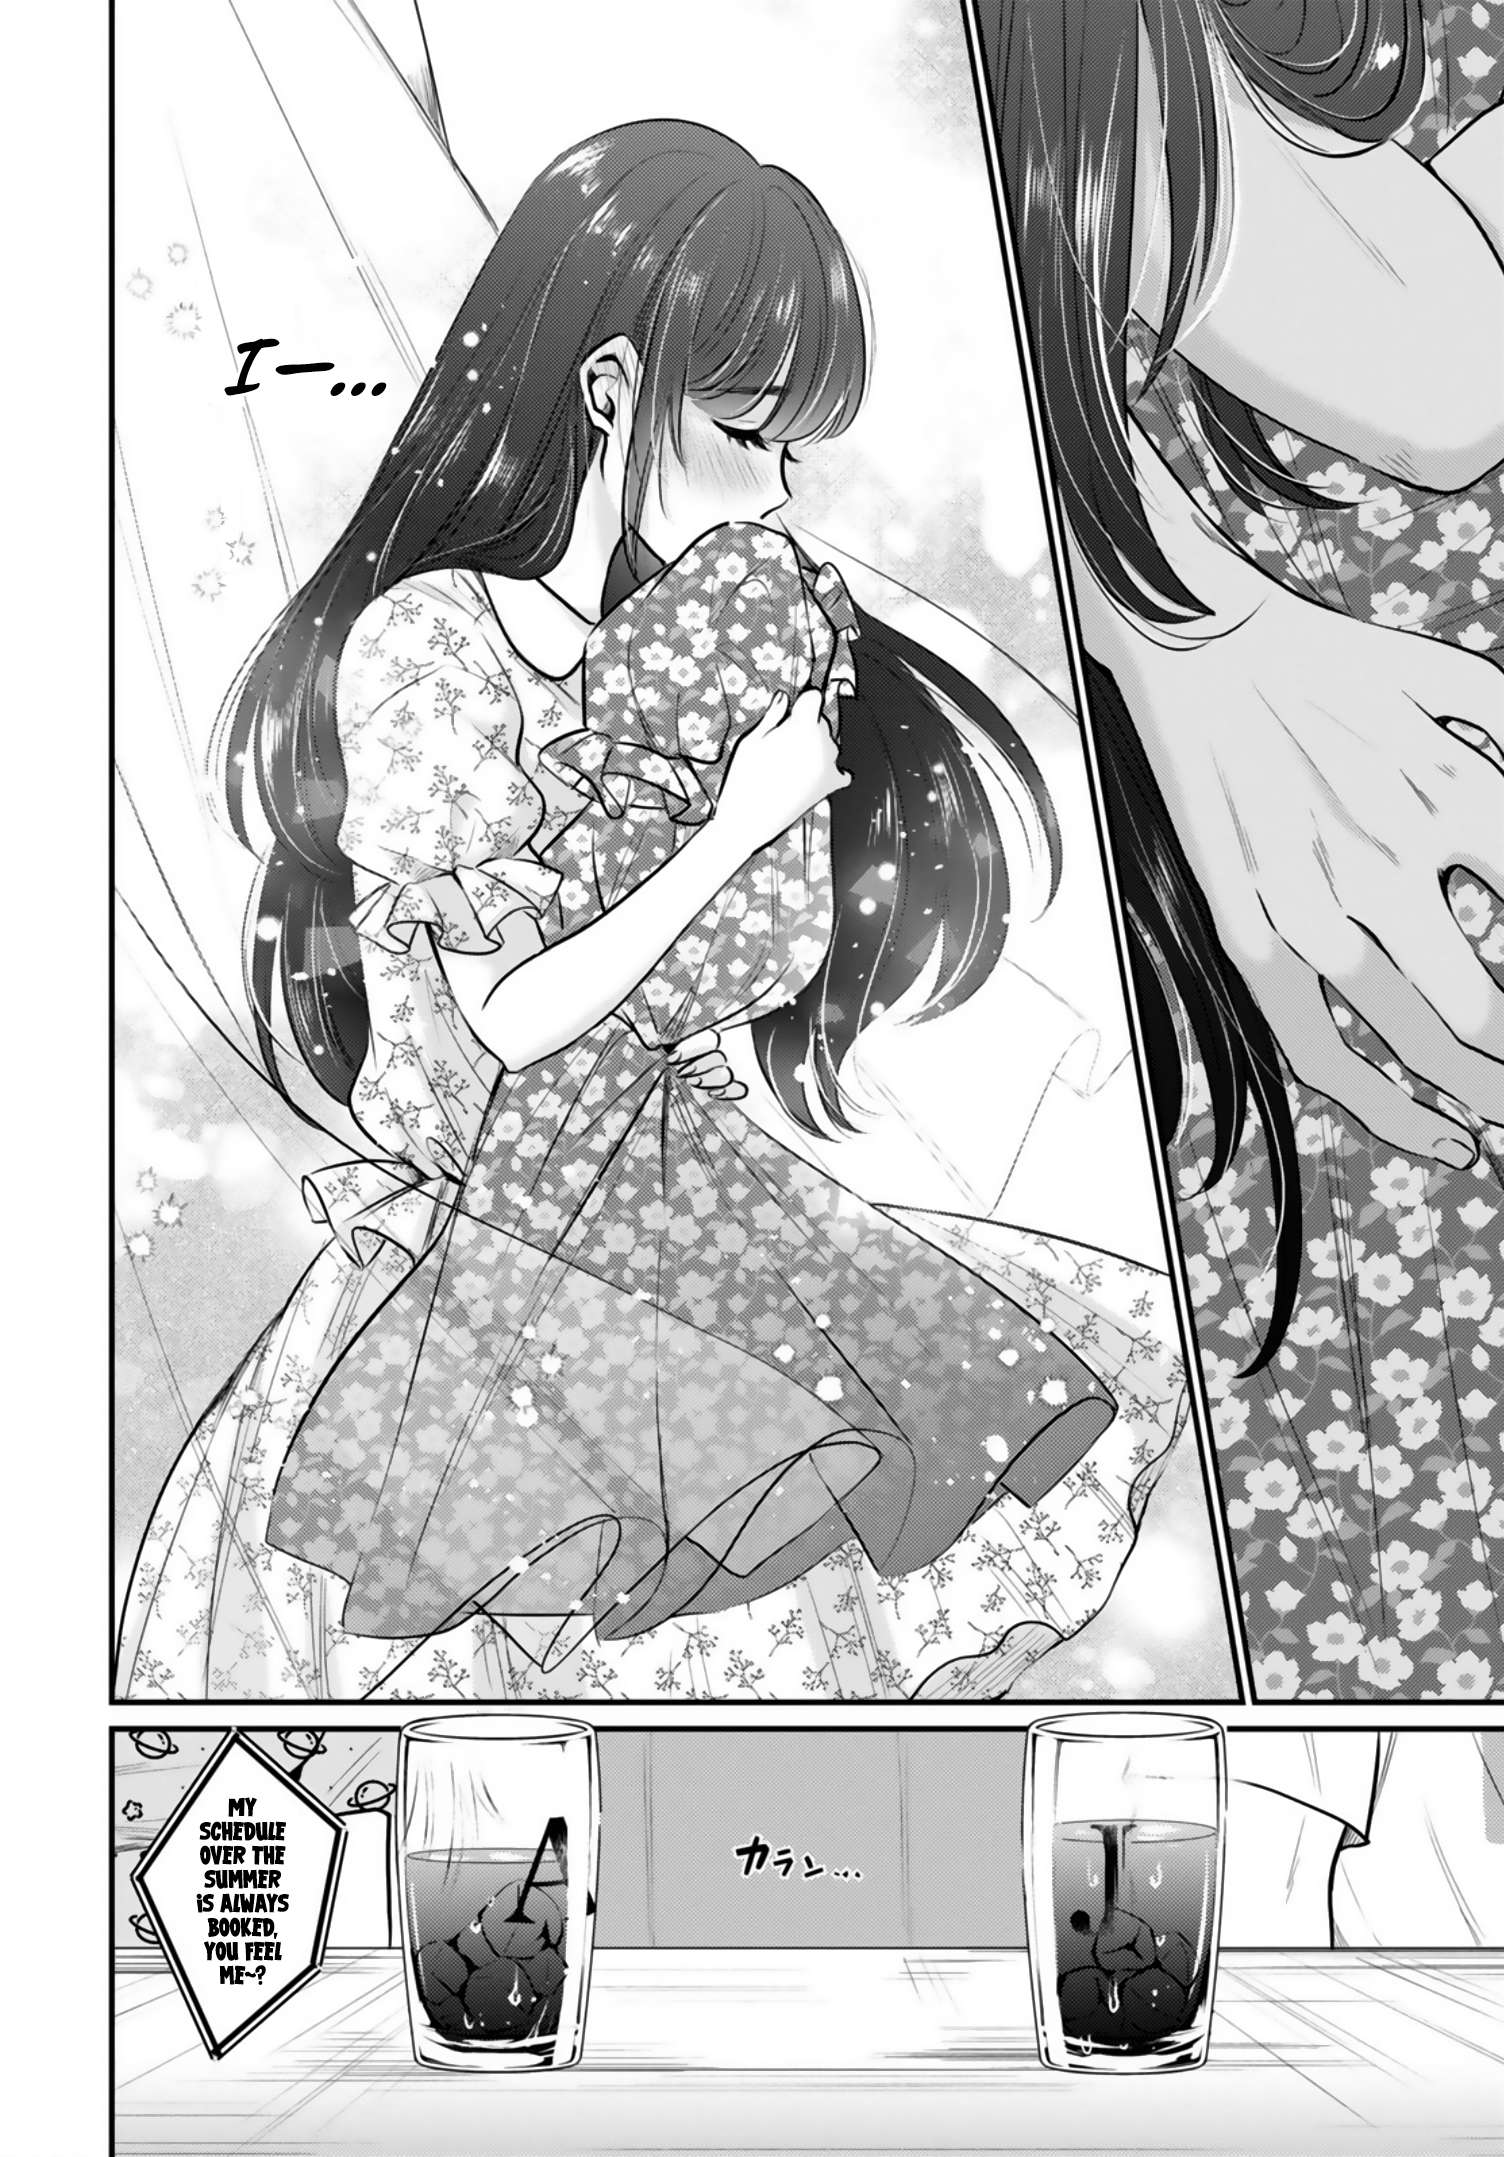 I—...
カラン...
A
I
MY
SCHEDULE
OVER THE
SUMMER
IS ALWAYS
BOOKED,
YOU FEEL
ME~?